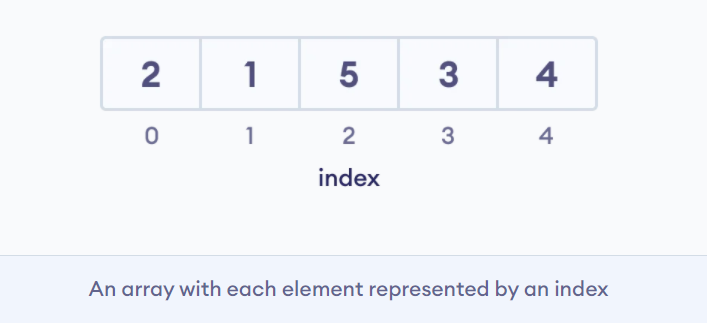 2 1 5 3 4
0 1 2 3 4
index
An array with each element represented by an index